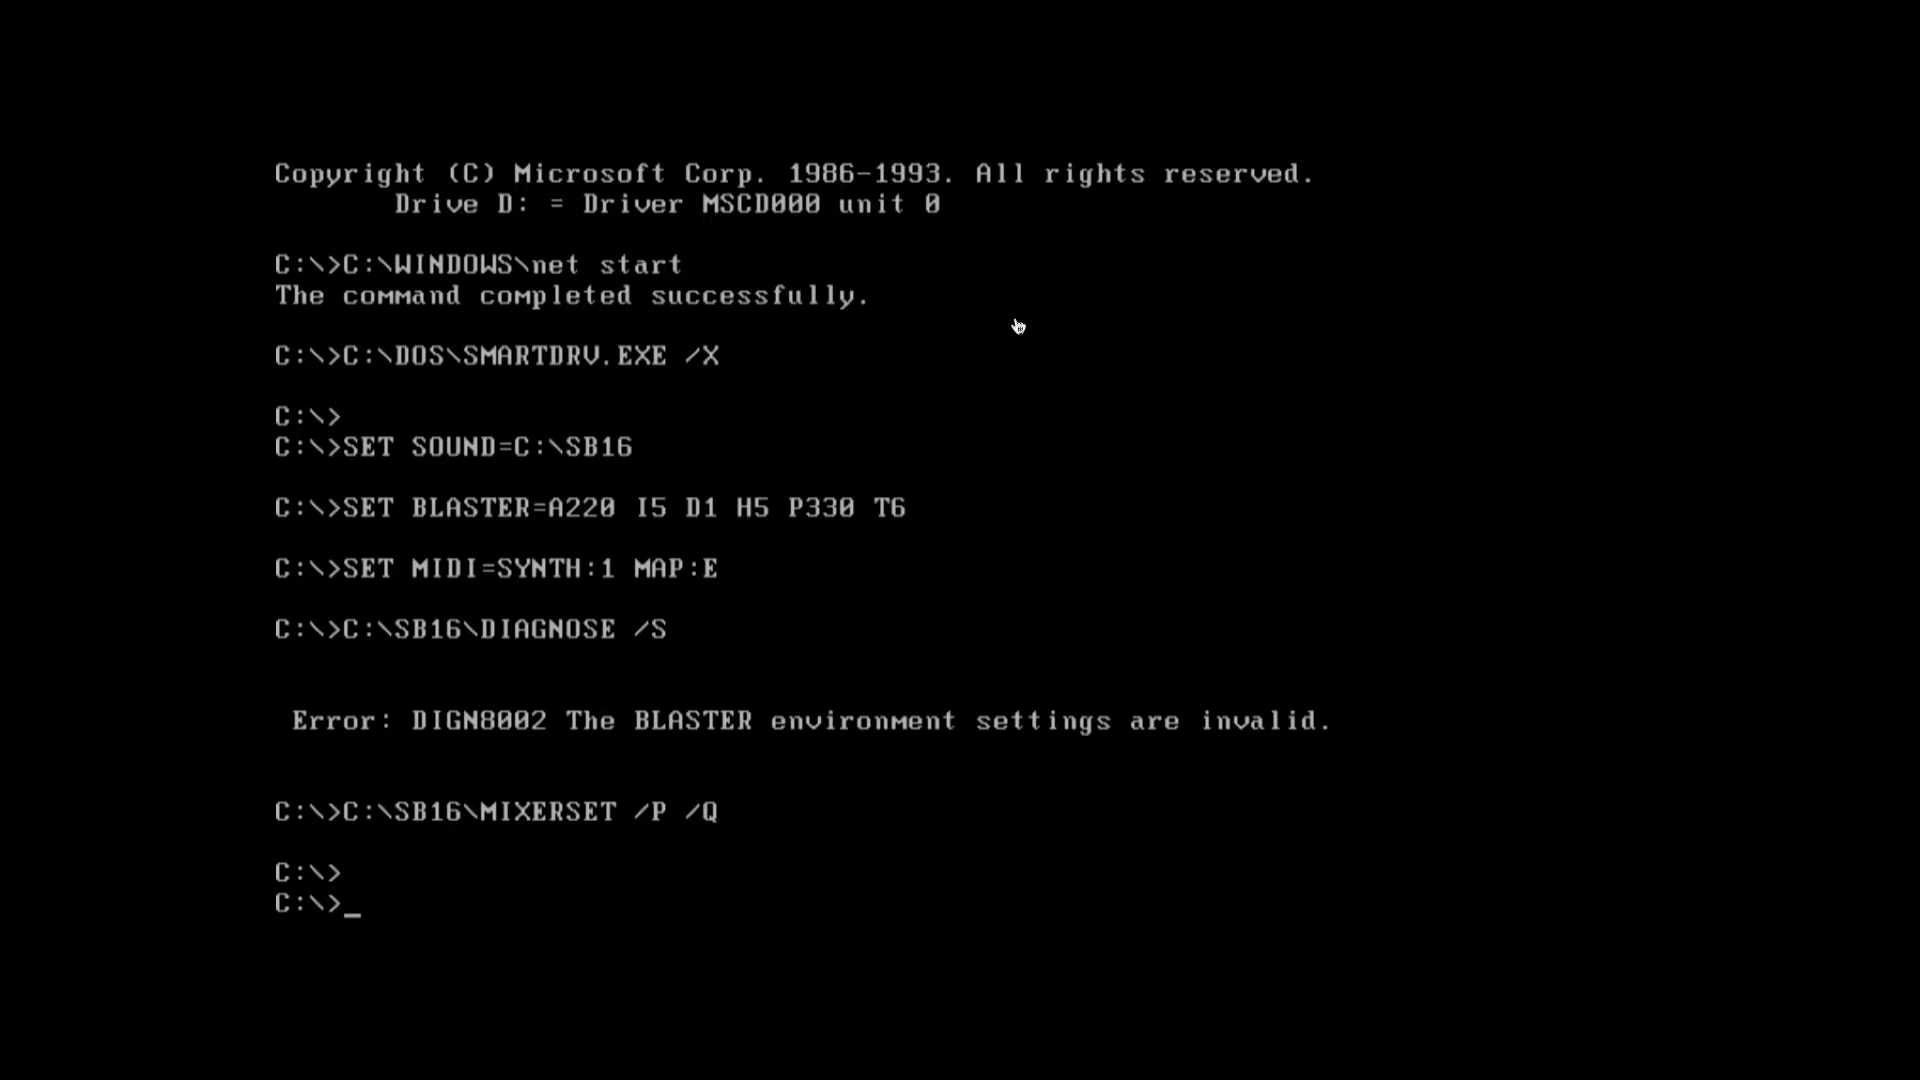 Copyright (C) Microsoft Corp. 1986-1993. All rights reserved.
Drive D: = Driver MSCD000 unit 0
C:\>C:\WINDOWS\net start
The command completed successfully.
C:\>C:\DOS\SMARTDRV.EXE /X
C:\>
C:\>SET SOUND=C:\SB16
C:\>SET BLASTER=A220 I5 D1 H5 P330 T6
C:\>SET MIDI=SYNTH:1 MAP:E
C:\>C:\SB16\DIAGNOSE /S
Error: DIGN8002 The BLASTER environment settings are invalid.
C:\>C:\SB16\MIXERSET /P /Q
C:\>
C:\>_